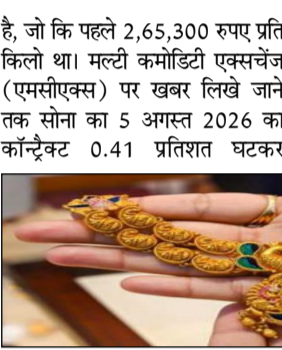 है, जो कि पहले 2,65,300 रुपए प्रति
किलो था। मल्टी कमोडिटी एक्सचेंज
(एमसीएक्स) पर खबर लिखे जाने
तक सोना का 5 अगस्त 2026 का
कॉन्ट्रैक्ट 0.41 प्रतिशत घटकर